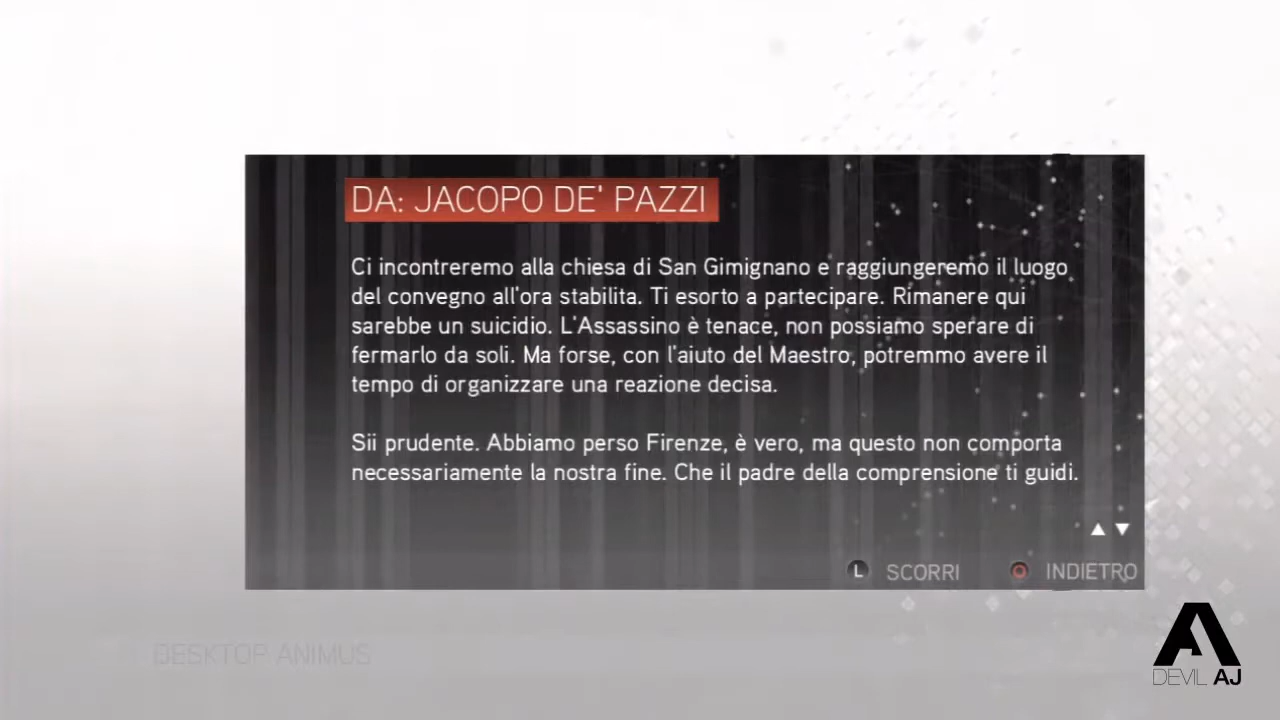 DA: JACOPO DE' PAZZI
Ci incontreremo alla chiesa di San Gimignano e raggiungeremo il luogo
del convegno all'ora stabilita. Ti esorto a partecipare. Rimanere qui
sarebbe un suicidio. L'Assassino è tenace, non possiamo sperare di
fermarlo da soli. Ma forse, con l'aiuto del Maestro, potremmo avere il
tempo di organizzare una reazione decisa.
Sii prudente. Abbiamo perso Firenze, è vero, ma questo non comporta
necessariamente la nostra fine. Che il padre della comprensione ti guidi.
L SCORRI INDIETRO
DESKTOP ANIMUS
DEVIL AJ